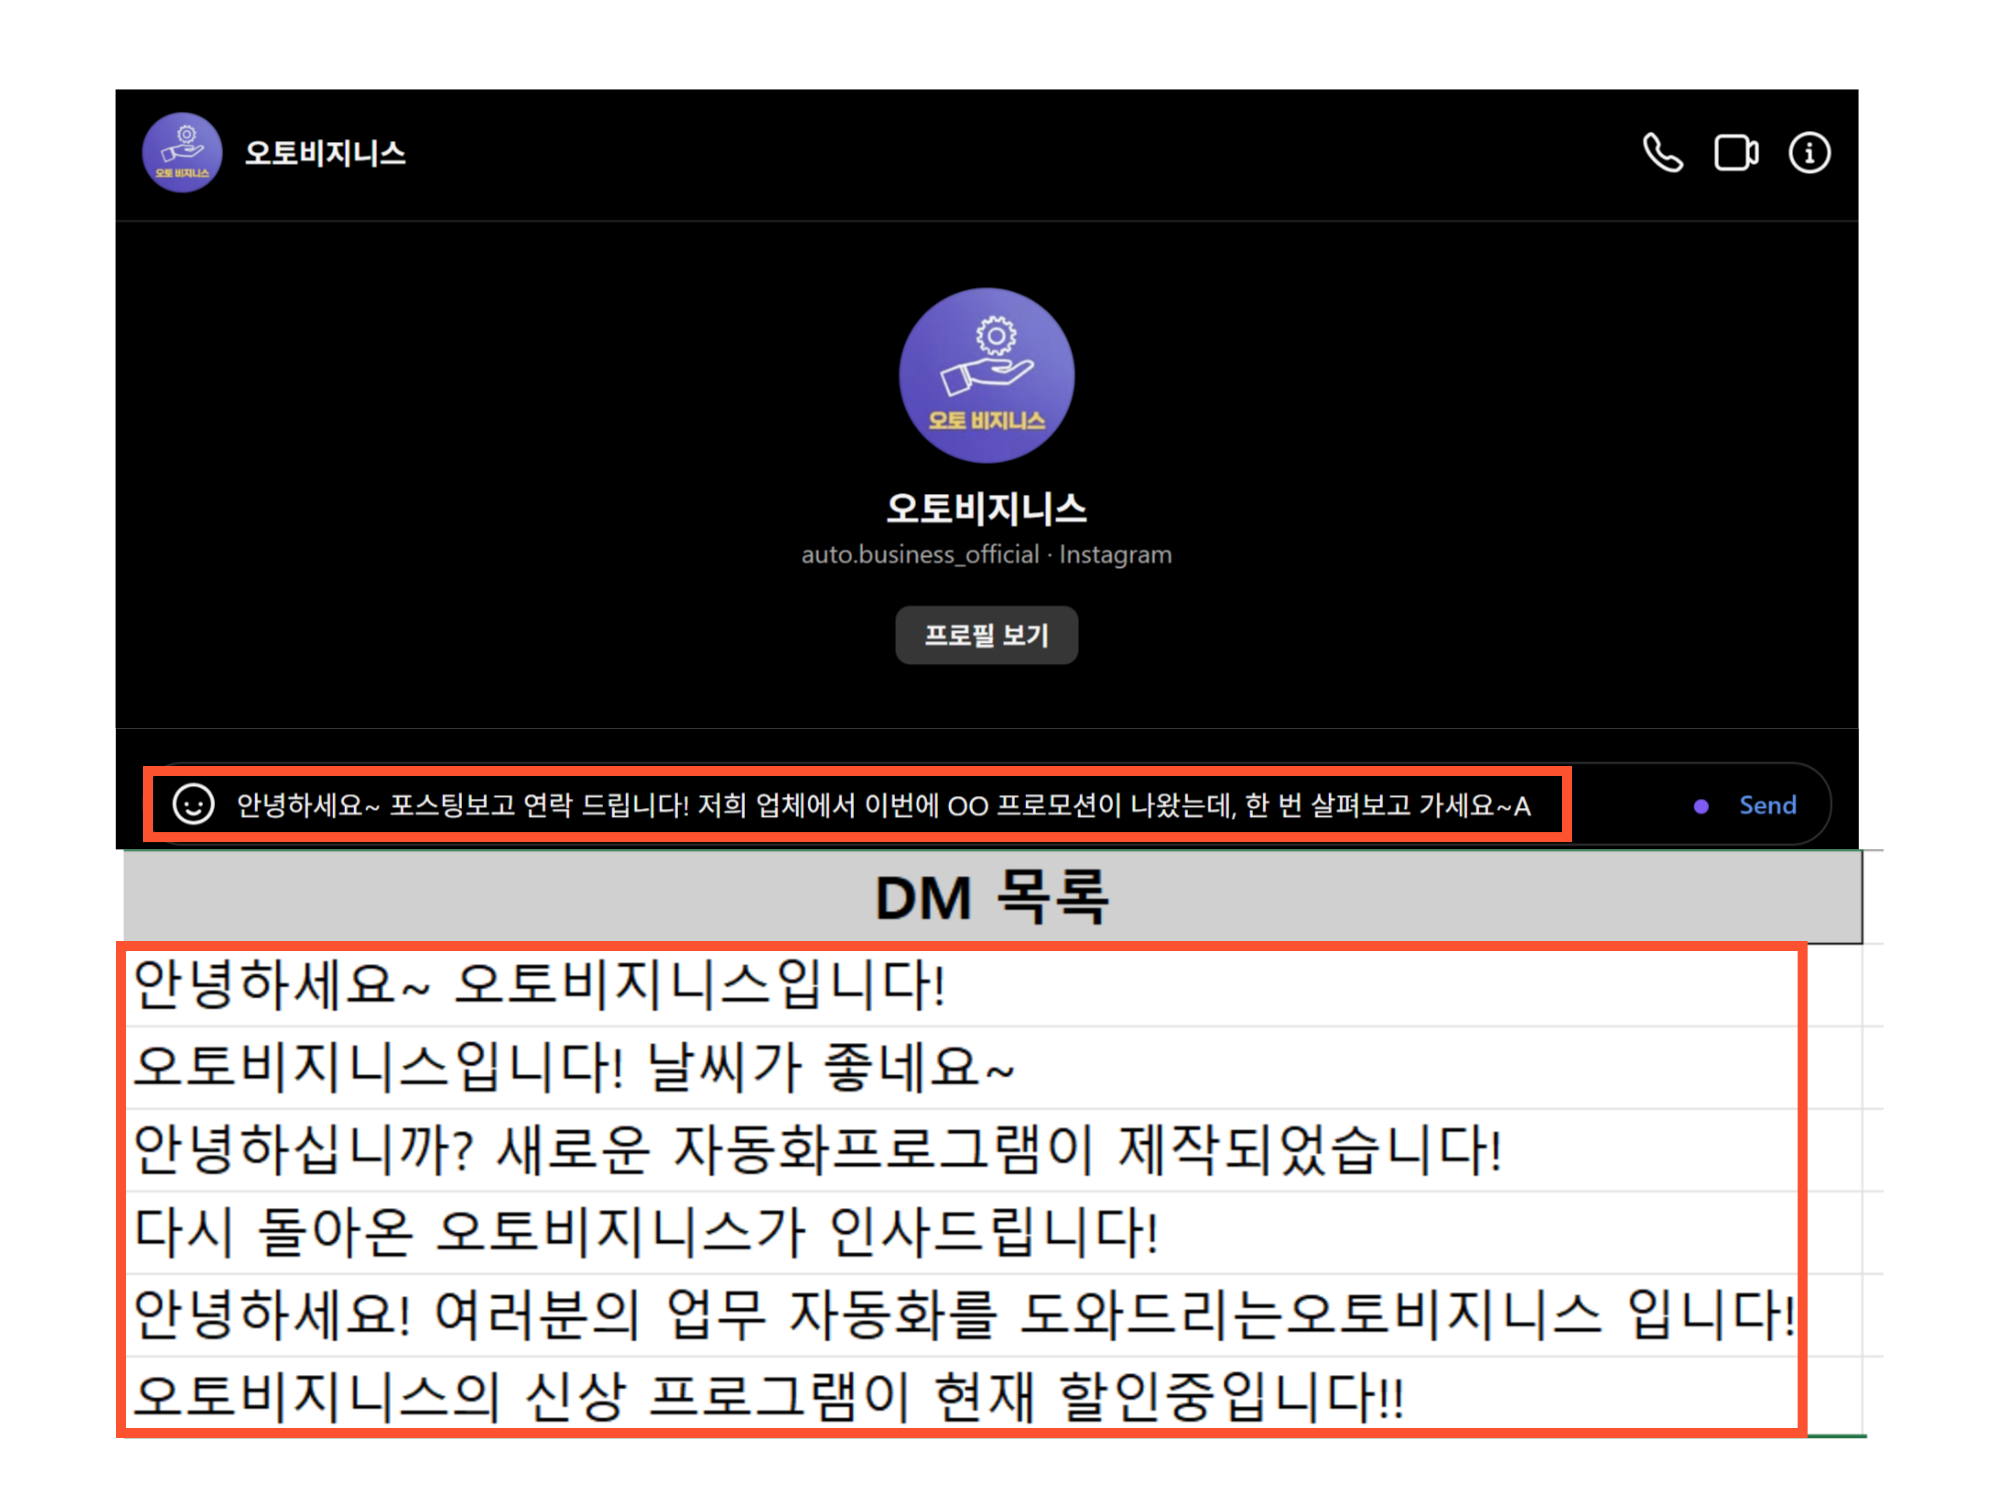 오토 비지니스
오토비지니스
오토 비지니스
오토비지니스
auto.business_official · Instagram
프로필 보기
안녕하세요~ 포스팅보고 연락 드립니다! 저희 업체에서 이번에 OO 프로모션이 나왔는데, 한 번 살펴보고 가세요~A
Send
DM 목록
안녕하세요~ 오토비지니스입니다!
오토비지니스입니다! 날씨가 좋네요~
안녕하십니까? 새로운 자동화프로그램이 제작되었습니다!
다시 돌아온 오토비지니스가 인사드립니다!
안녕하세요! 여러분의 업무 자동화를 도와드리는오토비지니스 입니다!
오토비지니스의 신상 프로그램이 현재 할인중입니다!!